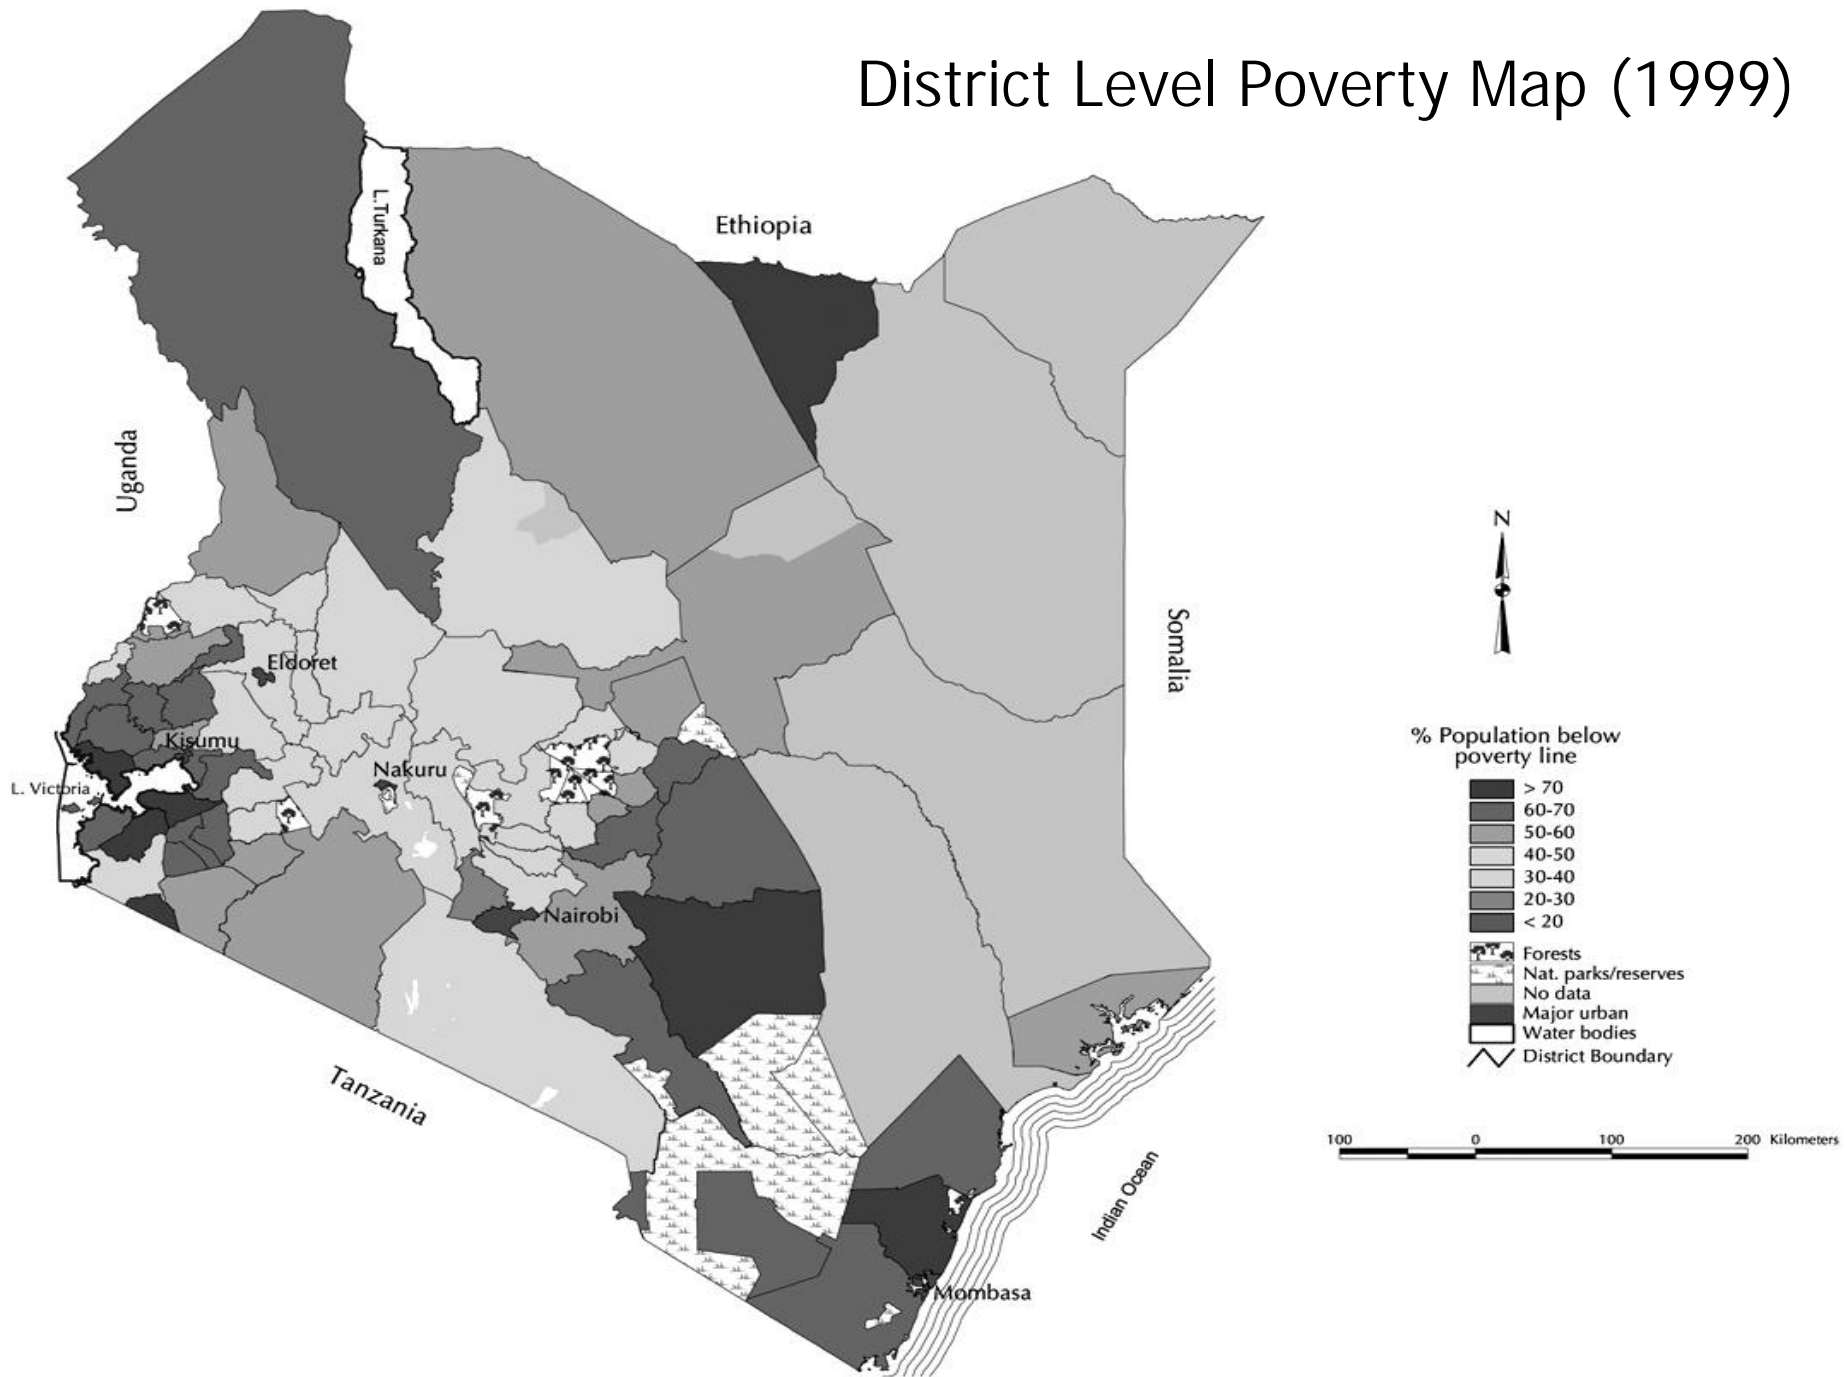 District Level Poverty Map (1999)
L.Turkana
Ethiopia
Uganda
N
Somalia
Eldoret
Kisumu
Nakuru
L. Victoria
Nairobi
Tanzania
Indian Ocean
Mombasa
% Population below
poverty line
> 70
60-70
50-60
40-50
30-40
20-30
< 20
Forests
Nat. parks/reserves
No data
Major urban
Water bodies
District Boundary
100 0 100 200 Kilometers